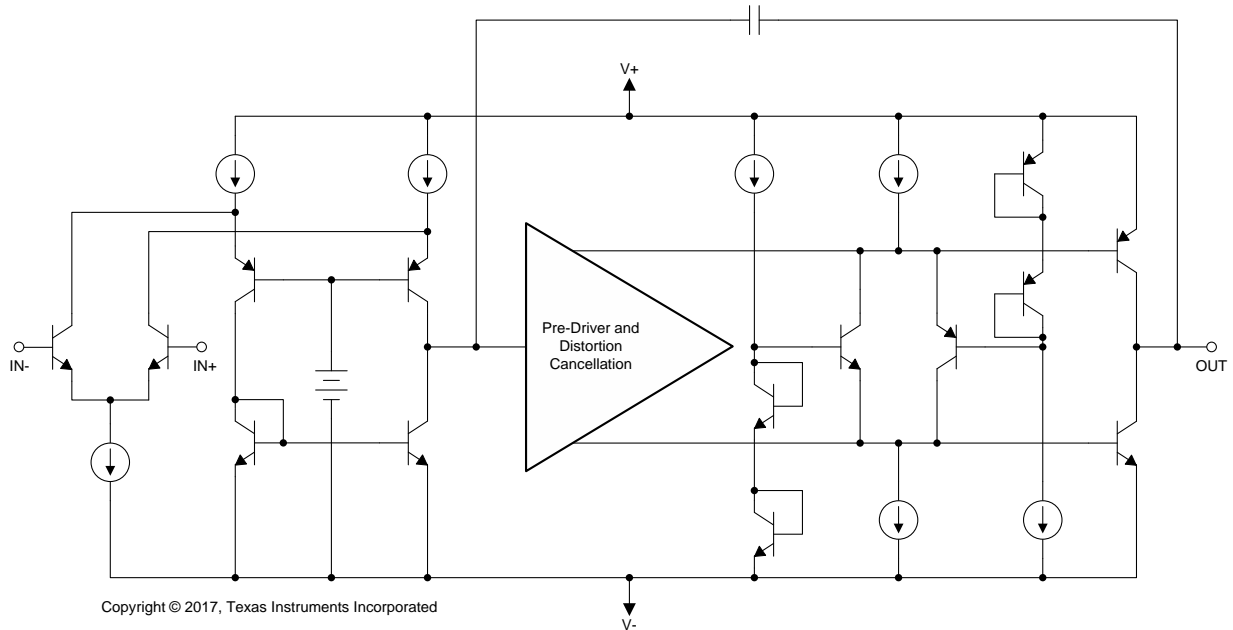 V+
Pre-Driver and
Distortion
Cancellation
IN-
IN+
OUT
Copyright © 2017, Texas Instruments Incorporated
V-